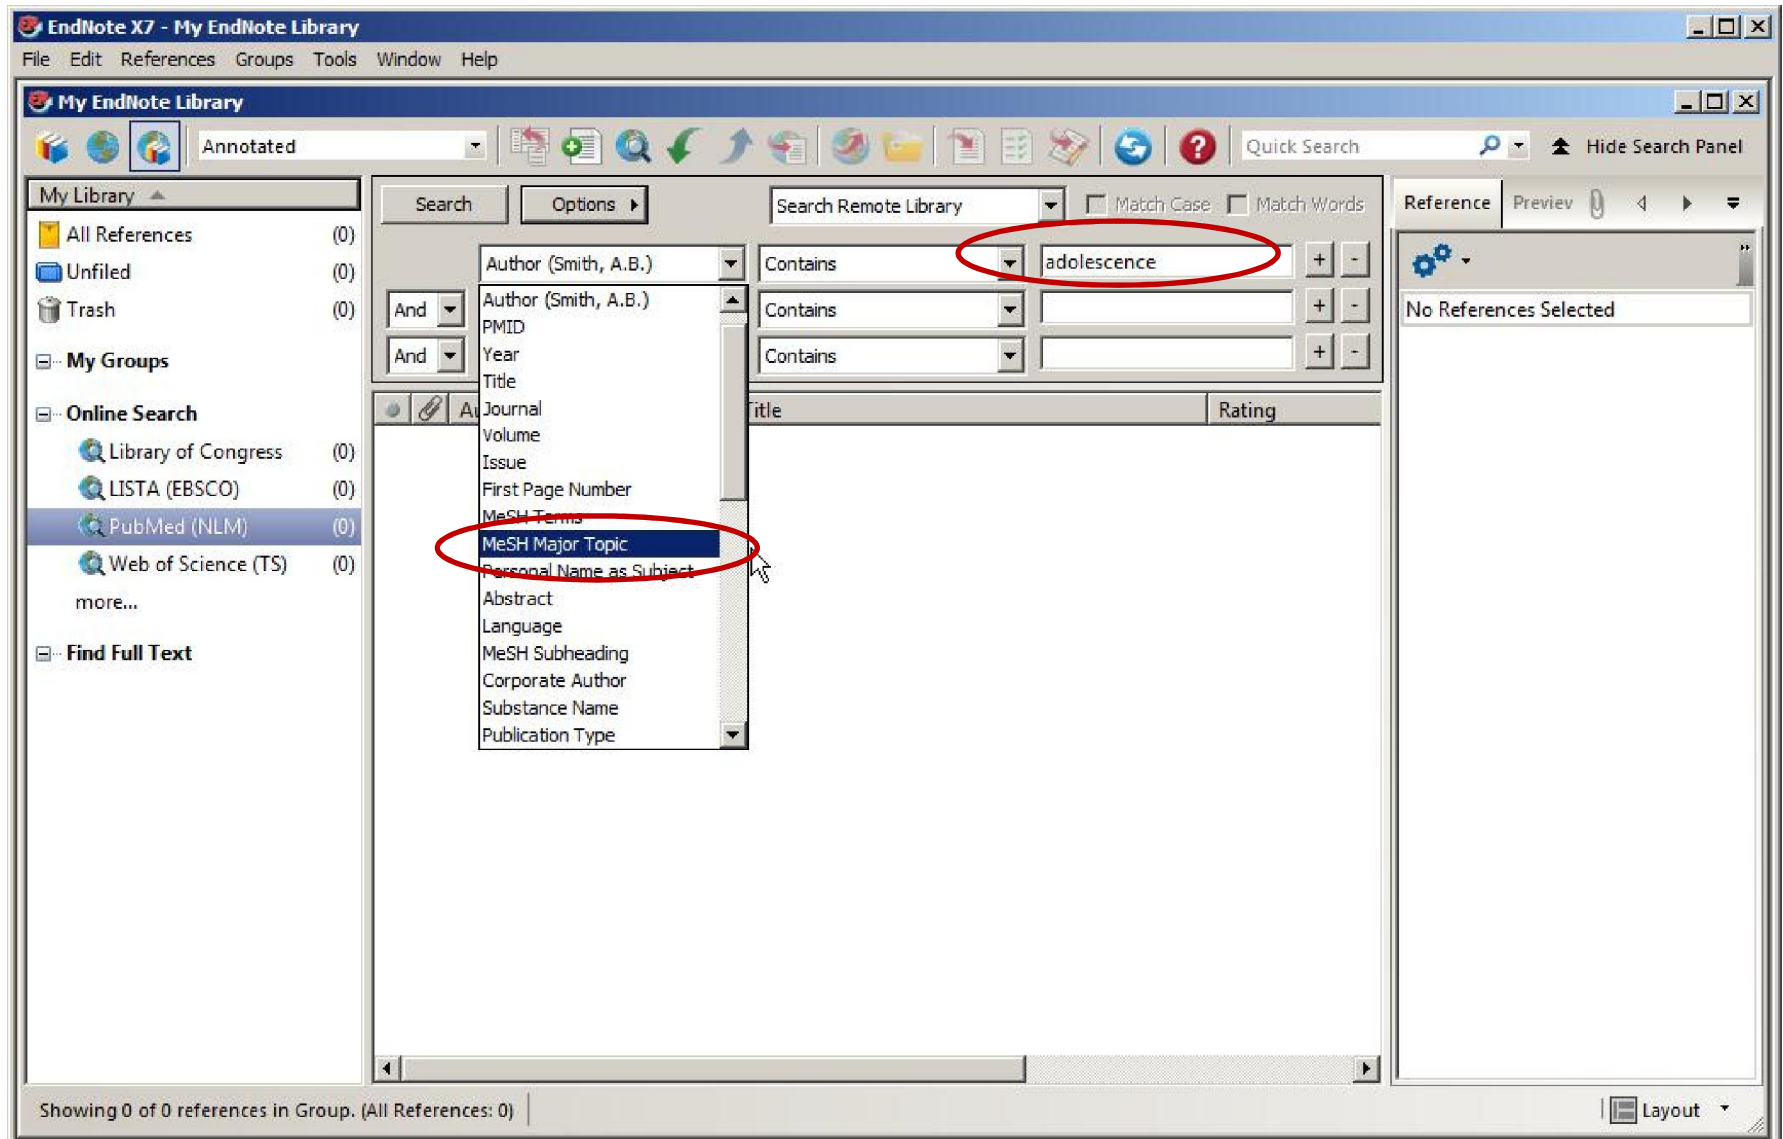 EndNote X7 - My EndNote Library
File Edit References Groups Tools Window Help
My EndNote Library
Annotated
Quick Search
Hide Search Panel
My Library
All References (0)
Unfiled (0)
Trash (0)
My Groups
Online Search
Library of Congress (0)
LISTA (EBSCO) (0)
PubMed (NLM) (0)
Web of Science (TS) (0)
more...
Find Full Text
Search Options Search Remote Library Match Case Match Words
Author (Smith, A.B.) Contains adolescence + -
And Contains + -
And Contains + -
Author (Smith, A.B.)
PMID
Year
Title
Journal
Volume
Issue
First Page Number
MeSH Terms
MeSH Major Topic
Personal Name as Subject
Abstract
Language
MeSH Subheading
Corporate Author
Substance Name
Publication Type
Au Title Rating
Reference Preview
No References Selected
Showing 0 of 0 references in Group. (All References: 0)
Layout